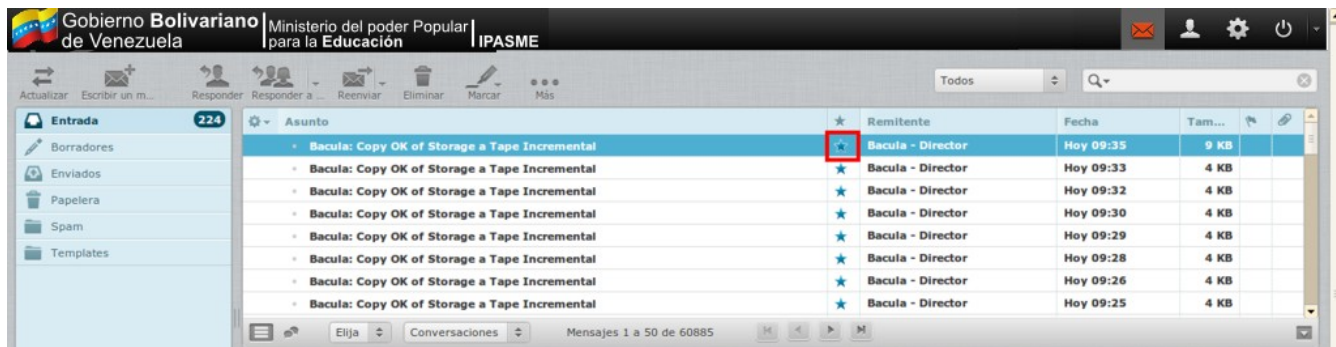 Gobierno Bolivariano
de Venezuela
Ministerio del poder Popular
para la Educación
IPASME
Actualizar Escribir un m... Responder Responder a ... Reenviar Eliminar Marcar Más
Todos
Entrada 224
Borradores
Enviados
Papelera
Spam
Templates
Asunto Remitente Fecha Tam...
Bacula: Copy OK of Storage a Tape Incremental Bacula - Director Hoy 09:35 9 KB
Bacula: Copy OK of Storage a Tape Incremental Bacula - Director Hoy 09:33 4 KB
Bacula: Copy OK of Storage a Tape Incremental Bacula - Director Hoy 09:32 4 KB
Bacula: Copy OK of Storage a Tape Incremental Bacula - Director Hoy 09:30 4 KB
Bacula: Copy OK of Storage a Tape Incremental Bacula - Director Hoy 09:29 4 KB
Bacula: Copy OK of Storage a Tape Incremental Bacula - Director Hoy 09:28 4 KB
Bacula: Copy OK of Storage a Tape Incremental Bacula - Director Hoy 09:26 4 KB
Bacula: Copy OK of Storage a Tape Incremental Bacula - Director Hoy 09:25 4 KB
Elija Conversaciones Mensajes 1 a 50 de 60885